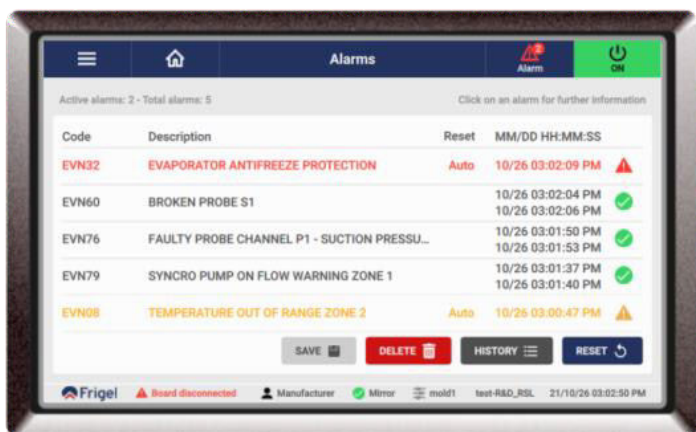 Alarms
2
Alarm
ON
Active alarms: 2 - Total alarms: 5
Click on an alarm for further information
Code Description Reset MM/DD HH:MM:SS
EVN32 EVAPORATOR ANTIFREEZE PROTECTION Auto 10/26 03:02:09 PM
EVN60 BROKEN PROBE S1 10/26 03:02:04 PM
10/26 03:02:06 PM
EVN76 FAULTY PROBE CHANNEL P1 - SUCTION PRESSU... 10/26 03:01:50 PM
10/26 03:01:53 PM
EVN79 SYNCRO PUMP ON FLOW WARNING ZONE 1 10/26 03:01:37 PM
10/26 03:01:40 PM
EVN08 TEMPERATURE OUT OF RANGE ZONE 2 Auto 10/26 03:00:47 PM
SAVE DELETE HISTORY RESET
Frigel Board disconnected Manufacturer Mirror mold1 test-R&D_RSL 21/10/26 03:02:50 PM